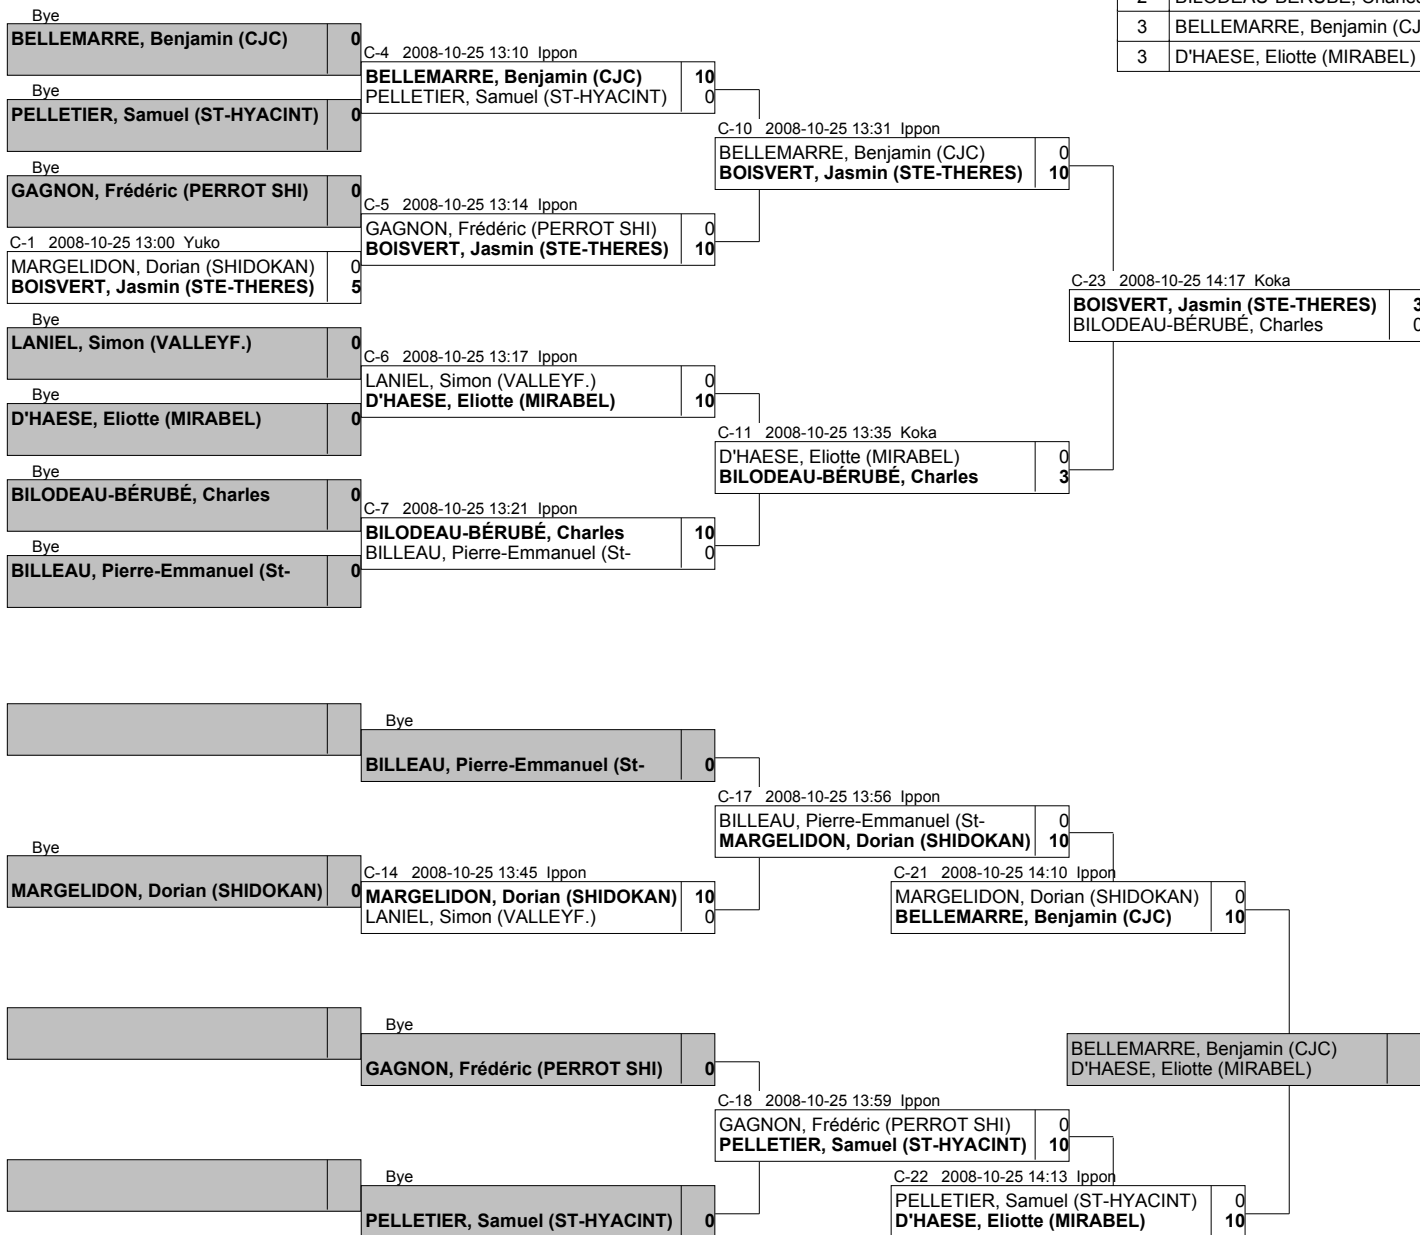 Bye
BELLEMARRE, Benjamin (CJC) 0
Bye
PELLETIER, Samuel (ST-HYACINT) 0
Bye
GAGNON, Frédéric (PERROT SHI) 0
C-1 2008-10-25 13:00 Yuko
MARGELIDON, Dorian (SHIDOKAN) 0
BOISVERT, Jasmin (STE-THERES) 5
Bye
LANIEL, Simon (VALLEYF.) 0
Bye
D'HAESE, Eliotte (MIRABEL) 0
Bye
BILODEAU-BÉRUBÉ, Charles 0
Bye
BILLEAU, Pierre-Emmanuel (St- 0
C-4 2008-10-25 13:10 Ippon
BELLEMARRE, Benjamin (CJC) 10
PELLETIER, Samuel (ST-HYACINT) 0
C-5 2008-10-25 13:14 Ippon
GAGNON, Frédéric (PERROT SHI) 0
BOISVERT, Jasmin (STE-THERES) 10
C-6 2008-10-25 13:17 Ippon
LANIEL, Simon (VALLEYF.) 0
D'HAESE, Eliotte (MIRABEL) 10
C-7 2008-10-25 13:21 Ippon
BILODEAU-BÉRUBÉ, Charles 10
BILLEAU, Pierre-Emmanuel (St- 0
C-10 2008-10-25 13:31 Ippon
BELLEMARRE, Benjamin (CJC) 0
BOISVERT, Jasmin (STE-THERES) 10
C-11 2008-10-25 13:35 Koka
D'HAESE, Eliotte (MIRABEL) 0
BILODEAU-BÉRUBÉ, Charles 3
C-23 2008-10-25 14:17 Koka
BOISVERT, Jasmin (STE-THERES) 3
BILODEAU-BÉRUBÉ, Charles 0
2 BILODEAU-BÉRUBÉ, Charles
3 BELLEMARRE, Benjamin (CJ
3 D'HAESE, Eliotte (MIRABEL)
Bye
MARGELIDON, Dorian (SHIDOKAN) 0
Bye
BILLEAU, Pierre-Emmanuel (St- 0
C-14 2008-10-25 13:45 Ippon
MARGELIDON, Dorian (SHIDOKAN) 10
LANIEL, Simon (VALLEYF.) 0
Bye
GAGNON, Frédéric (PERROT SHI) 0
Bye
PELLETIER, Samuel (ST-HYACINT) 0
C-17 2008-10-25 13:56 Ippon
BILLEAU, Pierre-Emmanuel (St- 0
MARGELIDON, Dorian (SHIDOKAN) 10
C-21 2008-10-25 14:10 Ippon
MARGELIDON, Dorian (SHIDOKAN) 0
BELLEMARRE, Benjamin (CJC) 10
C-18 2008-10-25 13:59 Ippon
GAGNON, Frédéric (PERROT SHI) 0
PELLETIER, Samuel (ST-HYACINT) 10
C-22 2008-10-25 14:13 Ippon
PELLETIER, Samuel (ST-HYACINT) 0
D'HAESE, Eliotte (MIRABEL) 10
BELLEMARRE, Benjamin (CJC)
D'HAESE, Eliotte (MIRABEL)